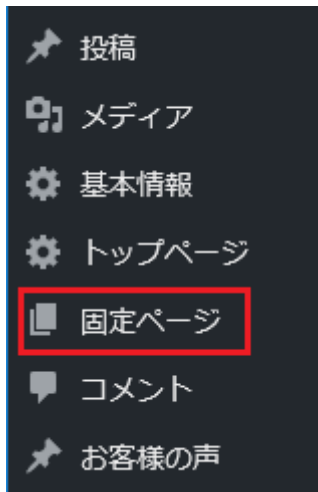 投稿
メディア
基本情報
トップページ
固定ページ
コメント
お客様の声